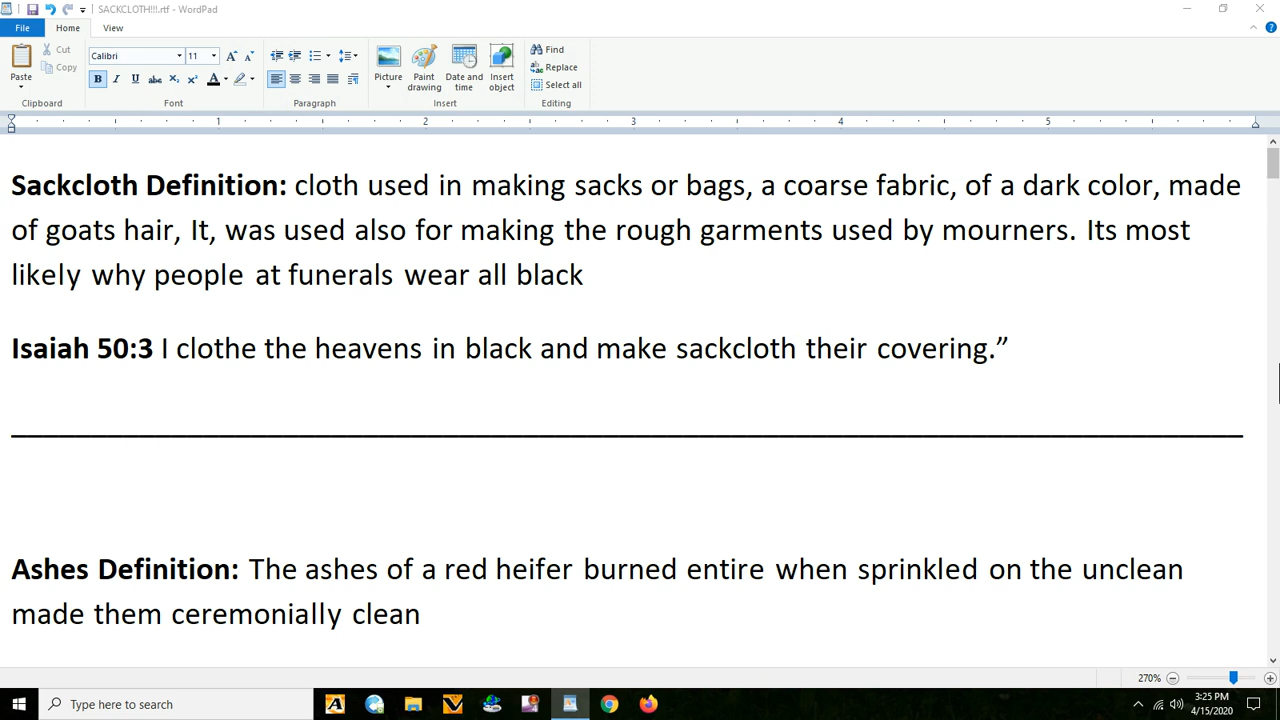 SACKCLOTH!!!.rtf - WordPad
File Home View
Paste
Cut
Copy
Clipboard
Calibri 11
Font
Paragraph
Picture
Paint drawing
Date and time
Insert object
Insert
Find
Replace
Select all
Editing
1 2 3 4 5
Sackcloth Definition: cloth used in making sacks or bags, a coarse fabric, of a dark color, made
of goats hair, It, was used also for making the rough garments used by mourners. Its most
likely why people at funerals wear all black
Isaiah 50:3 I clothe the heavens in black and make sackcloth their covering.”
Ashes Definition: The ashes of a red heifer burned entire when sprinkled on the unclean
made them ceremonially clean
270%
Type here to search
3:25 PM
4/15/2020